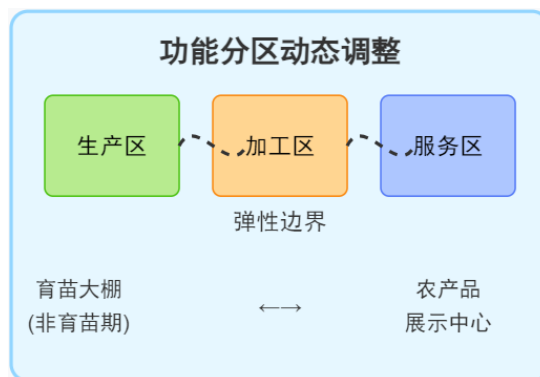 功能分区动态调整
生产区
加工区
服务区
弹性边界
育苗大棚
(非育苗期)
←→
农产品
展示中心